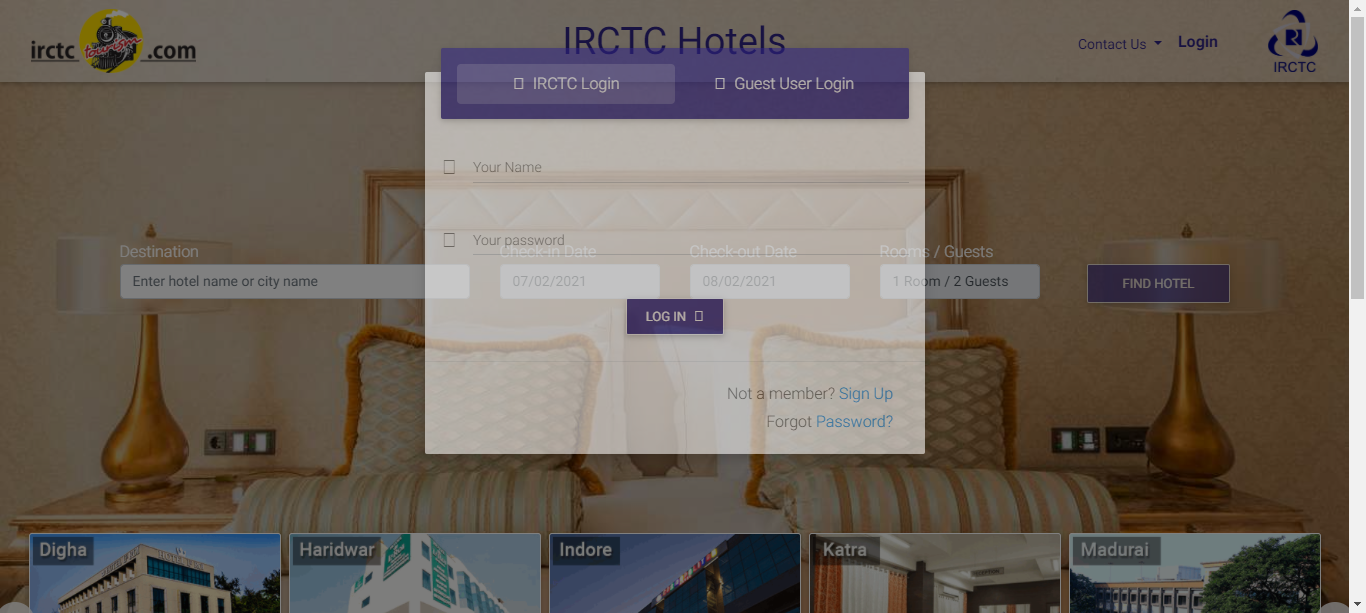 irctc tourism .com
IRCTC Hotels
Contact Us
Login
IRCTC
IRCTC Login
Guest User Login
Your Name
Your password
Destination
Check-in Date
Check-out Date
Rooms / Guests
Enter hotel name or city name
07/02/2021
08/02/2021
1 Room / 2 Guests
FIND HOTEL
LOG IN
Not a member? Sign Up
Forgot Password?
Digha
Haridwar
Indore
Katra
Madurai